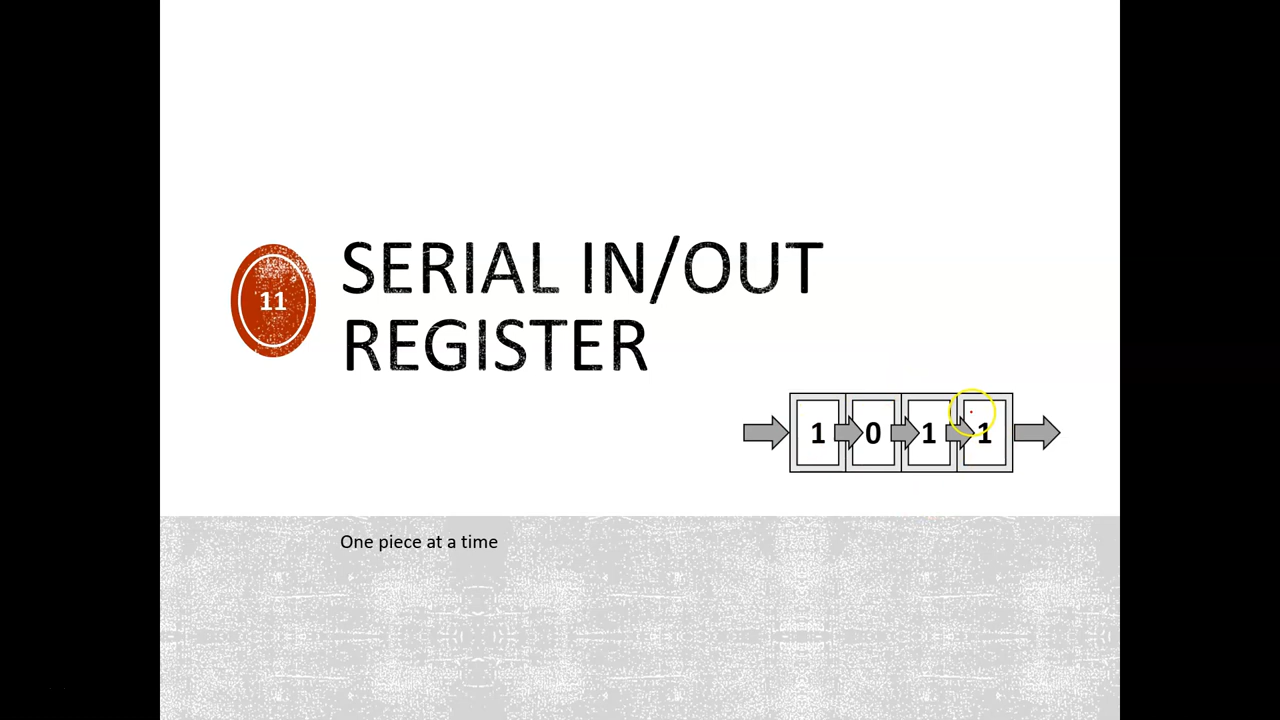 11
SERIAL IN/OUT
REGISTER
1 0 1 1
One piece at a time